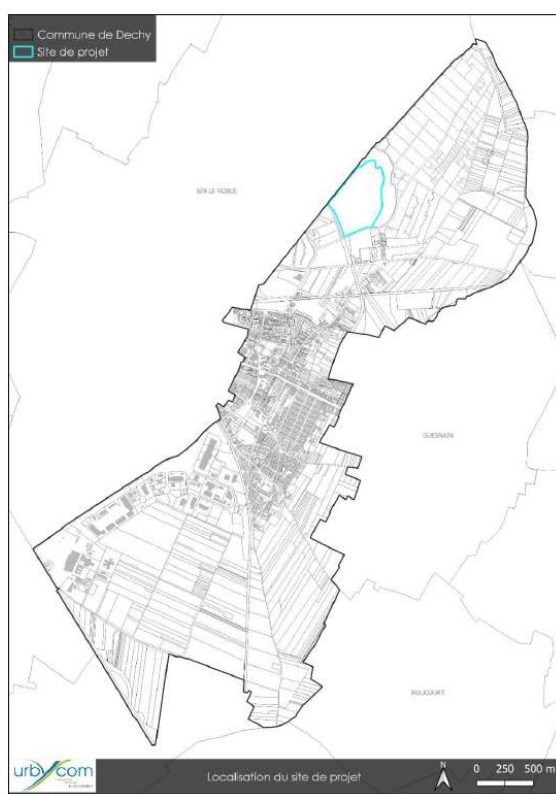 Commune de Dechy
Site de projet
SIN LE NOBLE
GUESNAIN
ROUCOURT
urbycom
Localisation du site de projet
N
0 250 500 m